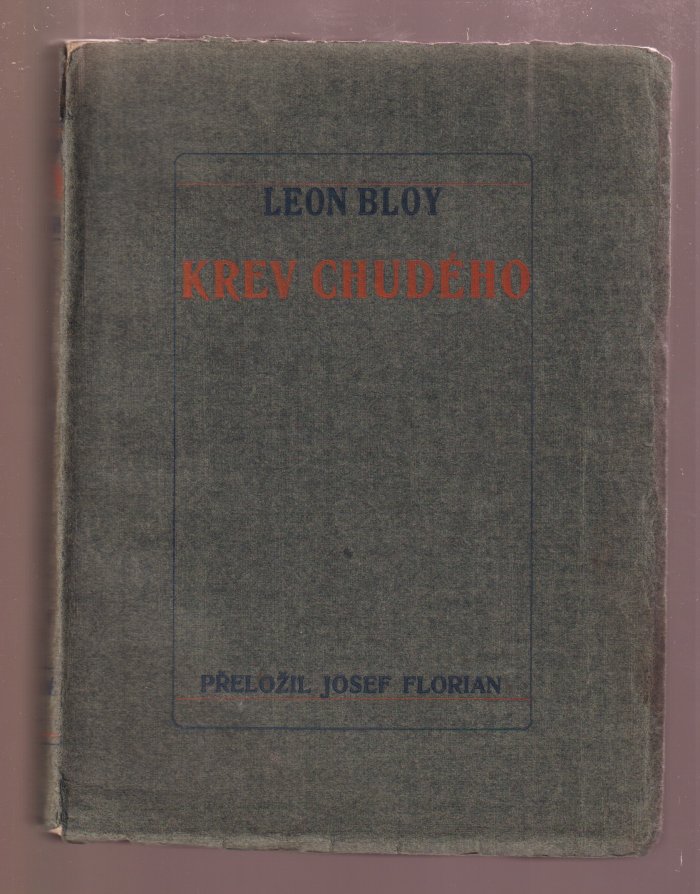 LEON BLOY
KREV CHUDÉHO
PŘELOŽIL JOSEF FLORIAN